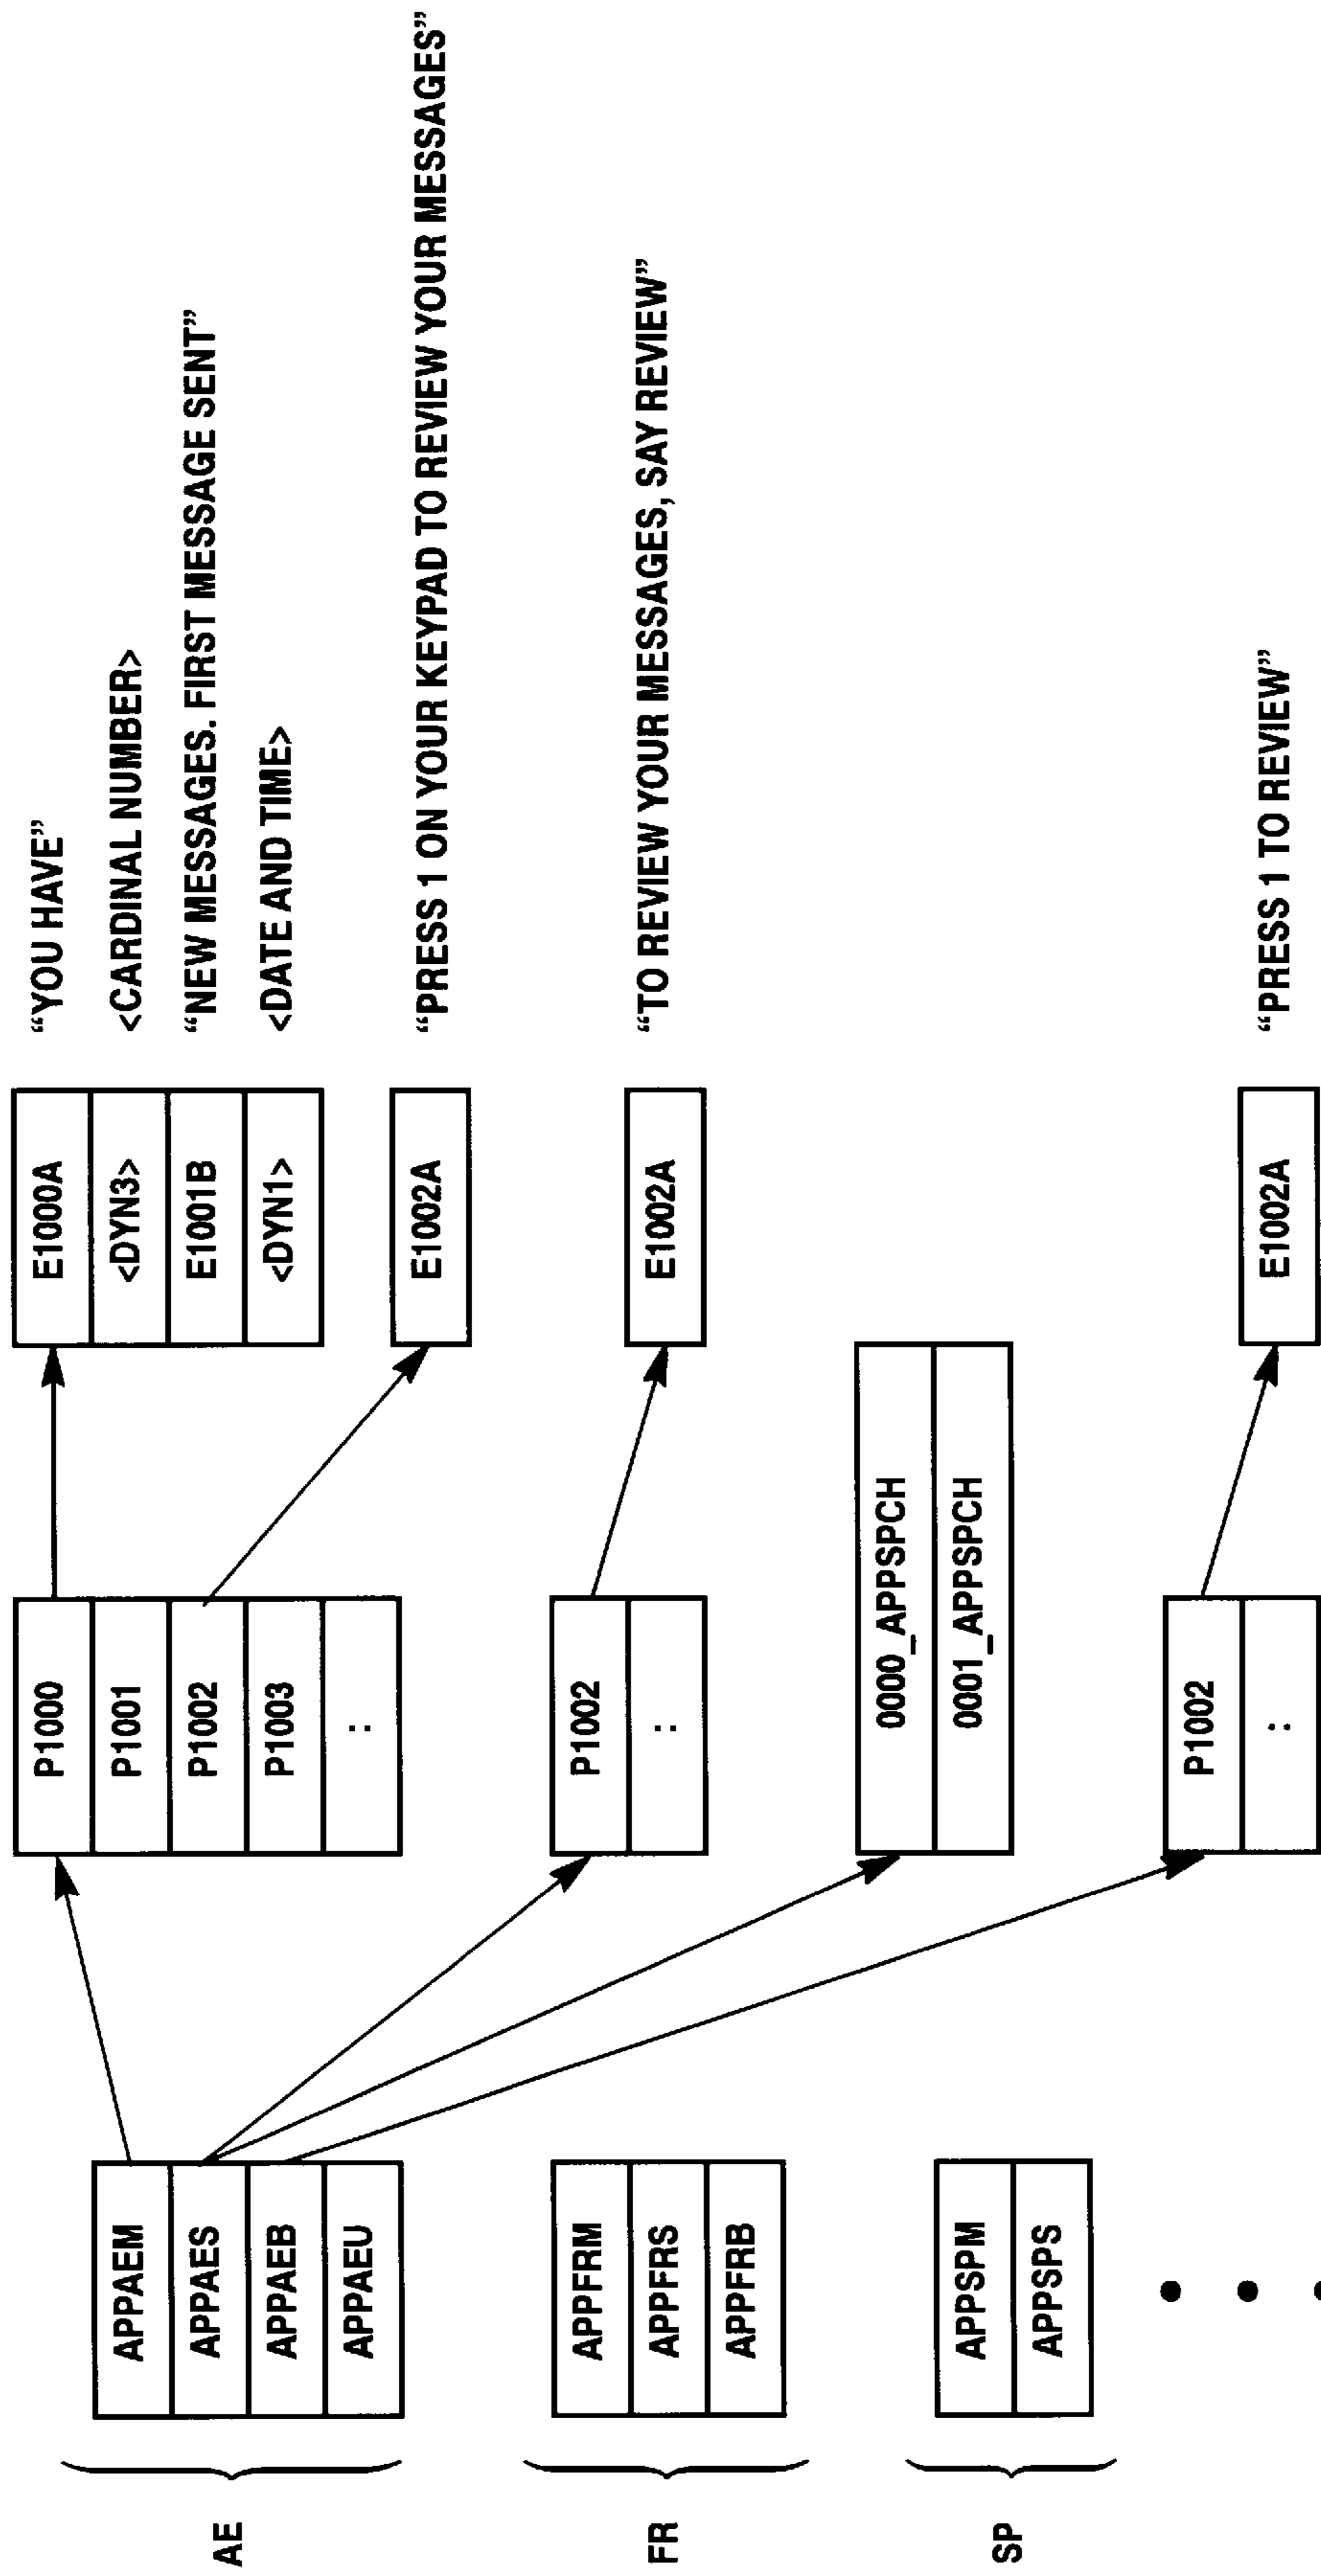 AE
APPAEM
APPAES
APPAEB
APPAEU
FR
APPFRM
APPFRS
APPFRB
SP
APPSPM
APPSPS
P1000
P1001
P1002
P1003
:
P1002
:
0000_APPSPCH
0001_APPSPCH
P1002
:
E1000A
<DYN3>
E1001B
<DYN1>
E1002A
E1002A
E1002A
“YOU HAVE”
<CARDINAL NUMBER>
“NEW MESSAGES. FIRST MESSAGE SENT”
<DATE AND TIME>
“PRESS 1 ON YOUR KEYPAD TO REVIEW YOUR MESSAGES”
“TO REVIEW YOUR MESSAGES, SAY REVIEW”
“PRESS 1 TO REVIEW”